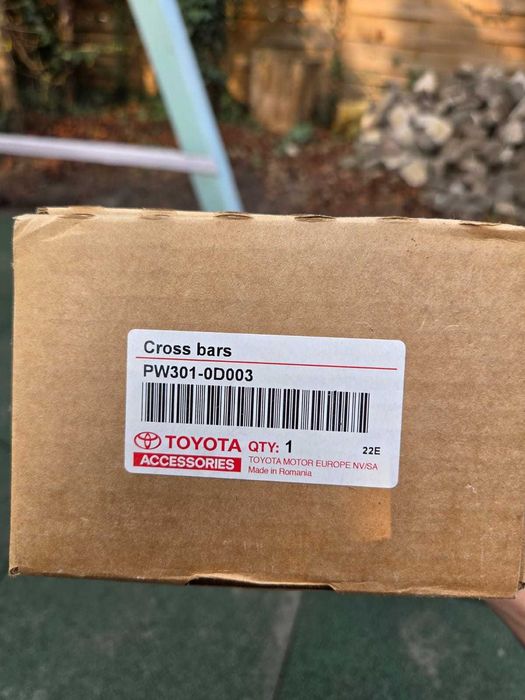 Cross bars
PW301-0D003
TOYOTA QTY: 1 22E
ACCESSORIES TOYOTA MOTOR EUROPE NV/SA
Made in Romania